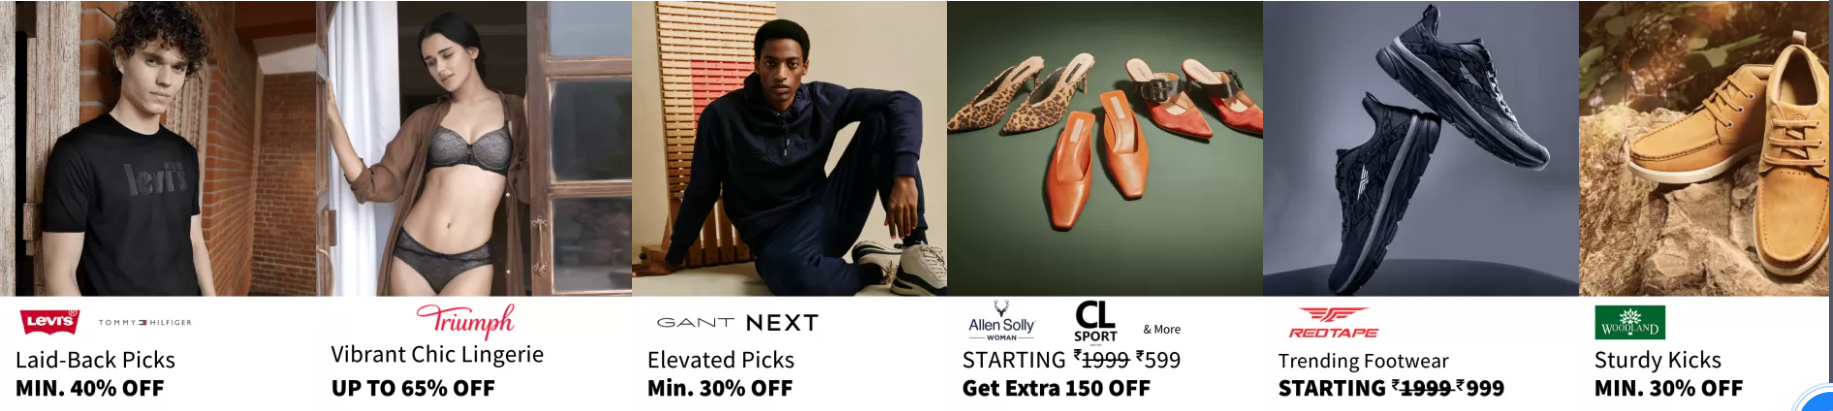 levi's
LEVI'S TOMMY HILFIGER
Laid-Back Picks
MIN. 40% OFF
Triumph
Vibrant Chic Lingerie
UP TO 65% OFF
GANT NEXT
Elevated Picks
Min. 30% OFF
Allen Solly
WOMAN
CL
SPORT
& More
STARTING ₹1999 ₹599
Get Extra 150 OFF
REDTAPE
Trending Footwear
STARTING ₹1999 ₹999
WOODLAND
Sturdy Kicks
MIN. 30% OFF